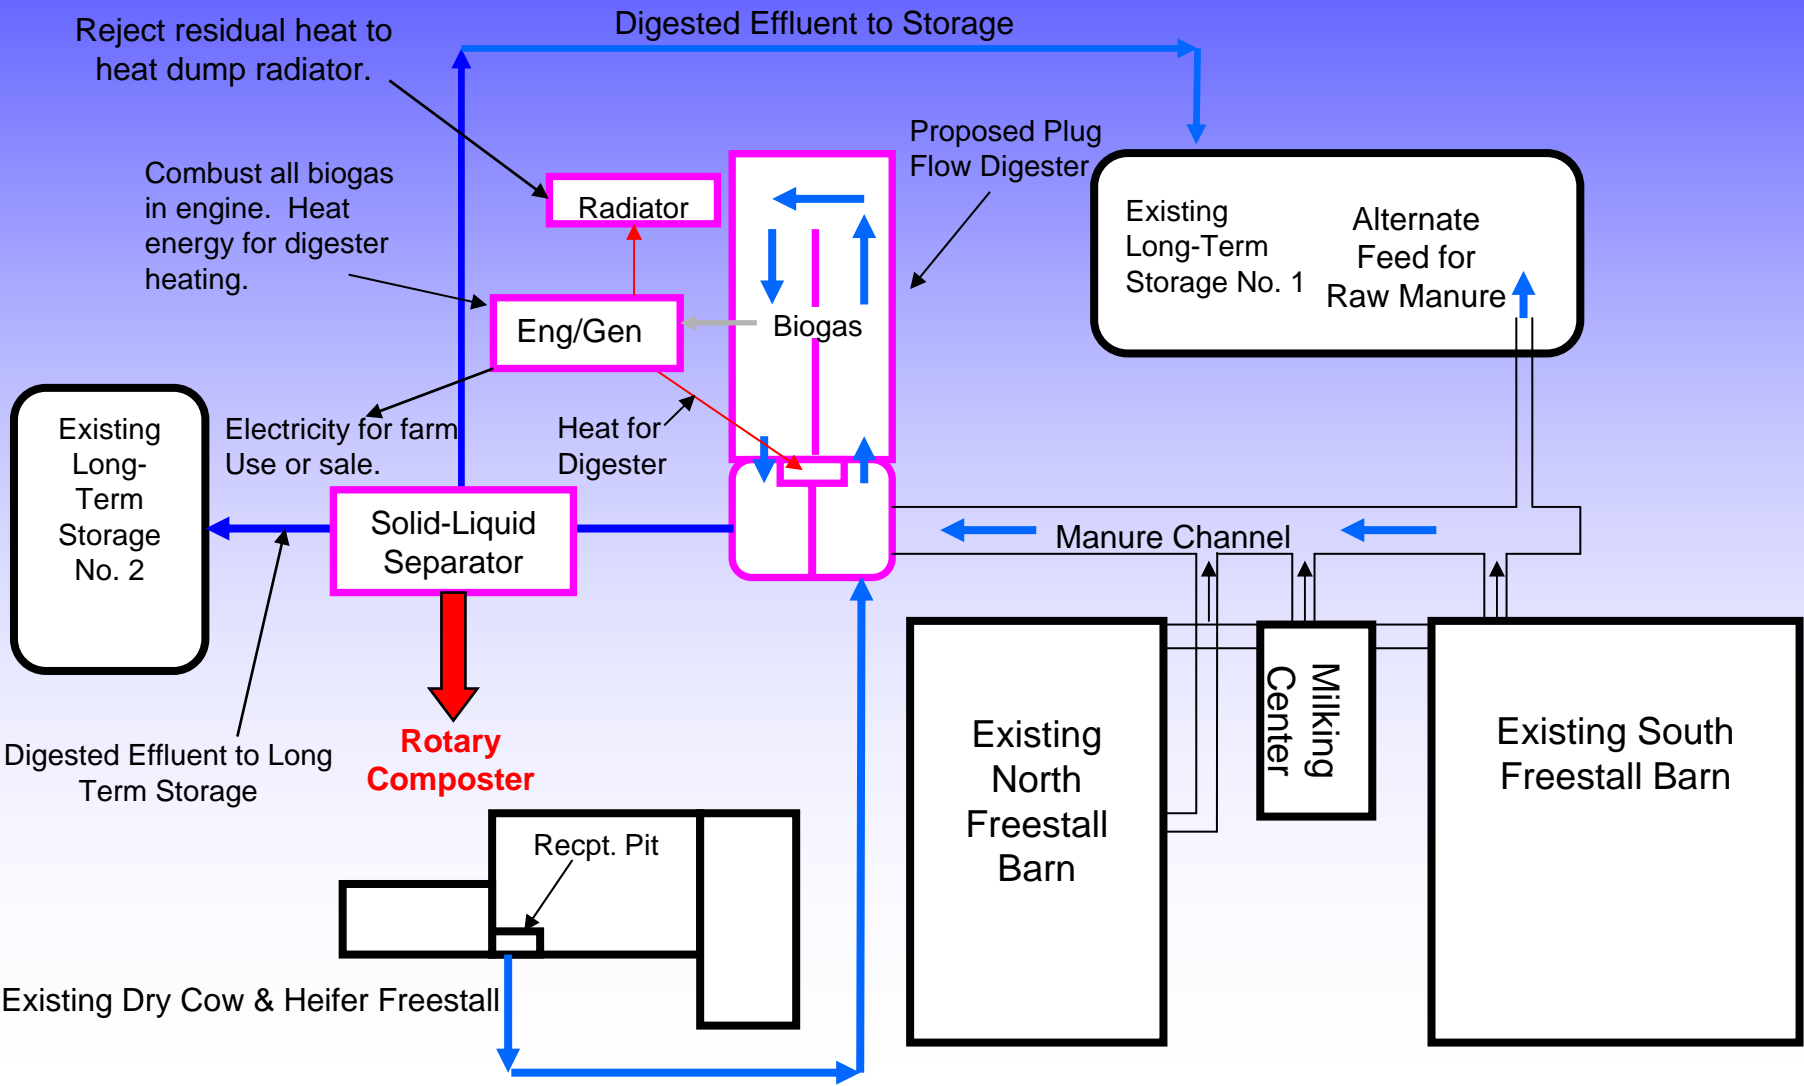 Digested Effluent to Storage
Reject residual heat to
heat dump radiator.
Proposed Plug
Flow Digester
Combust all biogas
in engine.  Heat
energy for digester
heating.
Radiator
Existing
Long-Term
Storage No. 1
Alternate
Feed for
Raw Manure
Eng/Gen
Biogas
Existing
Long-
Term
Storage
No. 2
Electricity for farm
Use or sale.
Heat for
Digester
Solid-Liquid
Separator
Manure Channel
Digested Effluent to Long
Term Storage
Rotary
Composter
Existing
North
Freestall
Barn
Milking
Center
Existing South
Freestall Barn
Recpt. Pit
Existing Dry Cow & Heifer Freestall